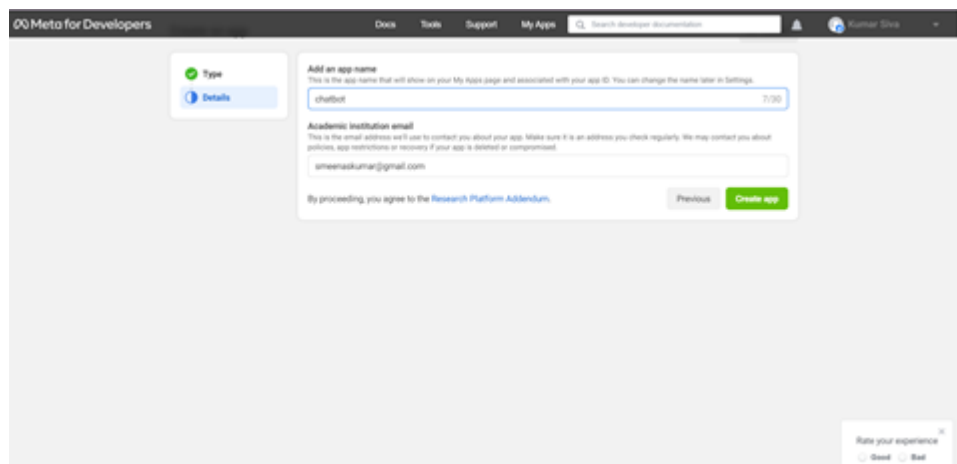 Meta for Developers Docs Tools Support My Apps Search developer documentation Kumar Siva
Type
Details
Add an app name
This is the app name that will show on your My Apps page and associated with your app ID. You can change the name later in Settings.
chatbot 7/30
Academic institution email
This is the email address we'll use to contact you about your app. Make sure it is an address you check regularly. We may contact you about
policies, app restrictions or recovery if your app is deleted or compromised.
smeenaskumar@gmail.com
By proceeding, you agree to the Research Platform Addendum.
Previous Create app
Rate your experience
Good Bad